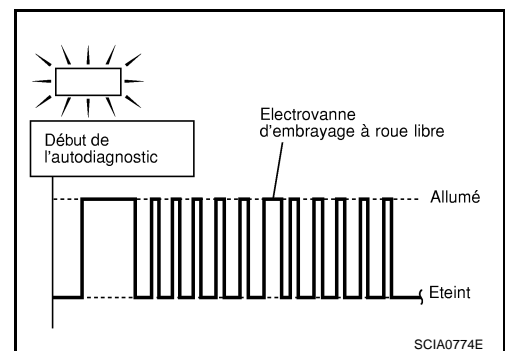 Début de
l'autodiagnostic
Electrovanne
d'embrayage à roue libre
Allumé
Eteint
SCIA0774E